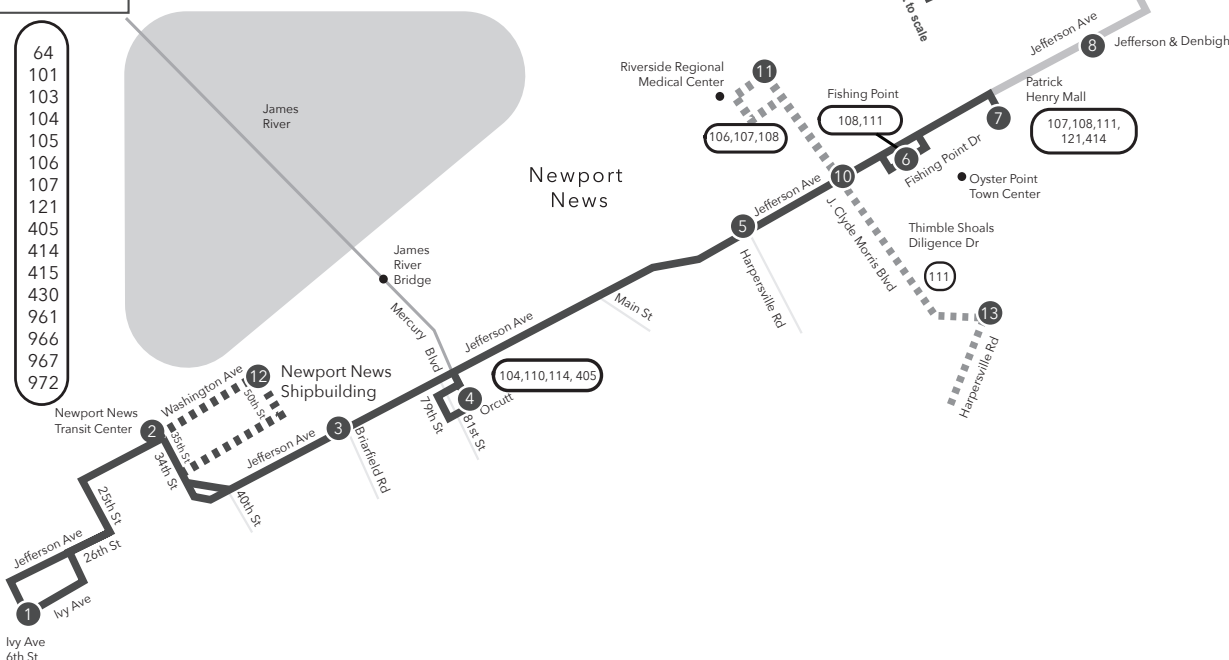 64
101
103
104
105
106
107
121
405
414
415
430
961
966
967
972
James
River
to scale
Jefferson Ave
8
Jefferson & Denbigh
Riverside Regional
Medical Center
11
106,107,108
Fishing Point
108,111
Patrick
Henry Mall
7
107,108,111,
121,414
6
Fishing Point Dr
Oyster Point
Town Center
Newport
News
10
Jefferson Ave
5
J. Clyde Morris Blvd
Thimble Shoals
Diligence Dr
111
13
Harpersville Rd
Harpersville Rd
James
River
Bridge
Mercury Blvd
Main St
Jefferson Ave
104,110,114, 405
4
Orcutt
79th St
81st St
12
Newport News
Shipbuilding
Washington Ave
50th St
Newport News
Transit Center
2
35th St
34th St
Jefferson Ave
3
Briarfield Rd
40th St
25th St
Jefferson Ave
26th St
1
Ivy Ave
Ivy Ave
6th St